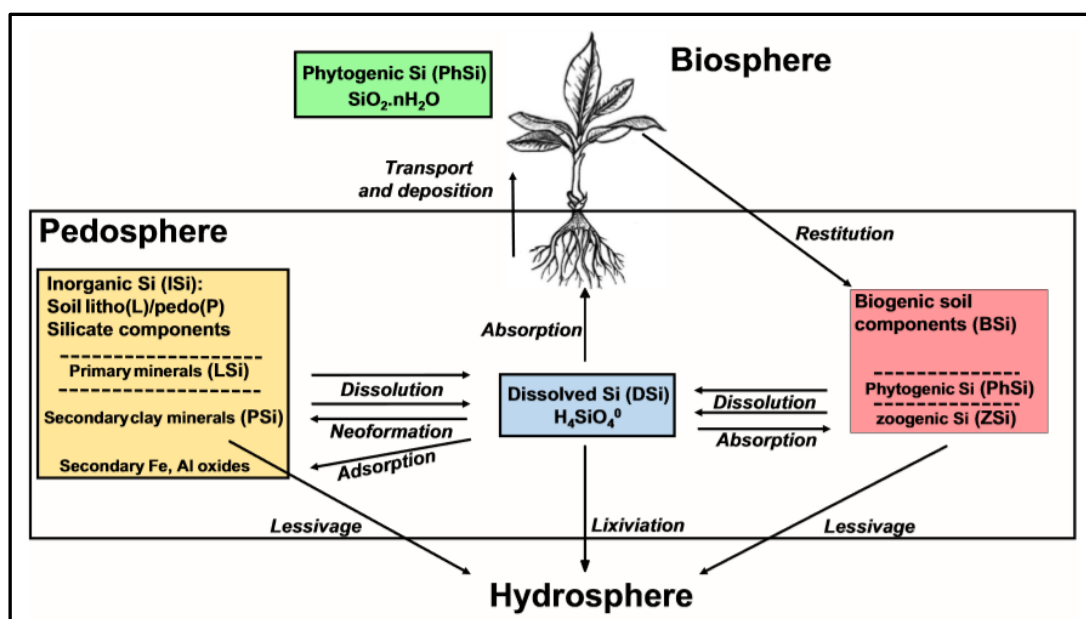 Phytogenic Si (PhSi)
SiO₂.nH₂O
Biosphere
Transport
and deposition
Pedosphere
Restitution
Inorganic Si (ISi):
Soil litho(L)/pedo(P)
Silicate components
Primary minerals (LSi)
Secondary clay minerals (PSi)
Secondary Fe, Al oxides
Absorption
Dissolution
Neoformation
Adsorption
Dissolved Si (DSi)
H₄SiO₄⁰
Dissolution
Absorption
Biogenic soil
components (BSi)
Phytogenic Si (PhSi)
zoogenic Si (ZSi)
Lessivage
Lixiviation
Lessivage
Hydrosphere